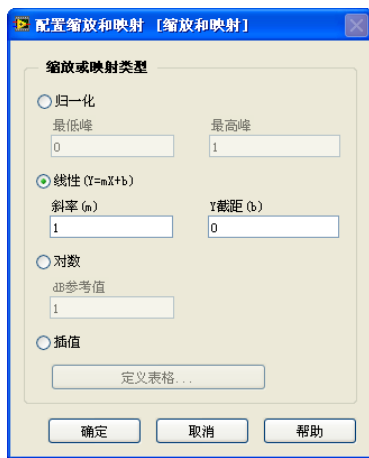 配置缩放和映射 [缩放和映射]
缩放或映射类型
归一化
最低峰 最高峰
0 1
线性(Y=mX+b)
斜率(m) Y截距(b)
1 0
对数
dB参考值
1
插值
定义表格...
确定 取消 帮助